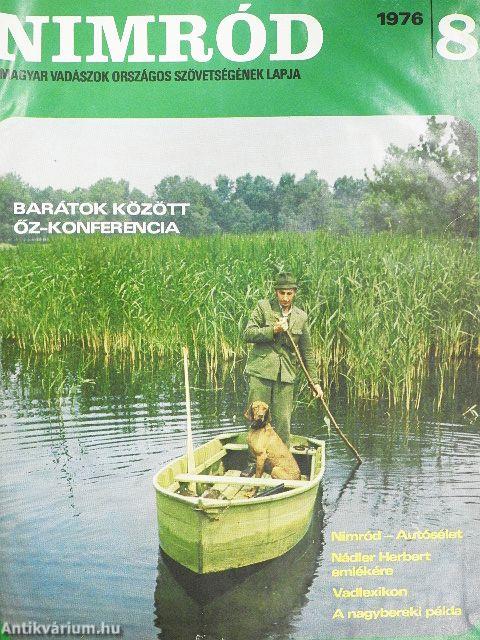 NIMRÓD
1976 8
MAGYAR VADÁSZOK ORSZÁGOS SZÖVETSÉGÉNEK LAPJA
BARÁTOK KÖZÖTT
ŐZ-KONFERENCIA
Nimród – Autósélet
Nádler Herbert
emlékére
Vadlexikon
A nagybereki példa
Antikvárium.hu